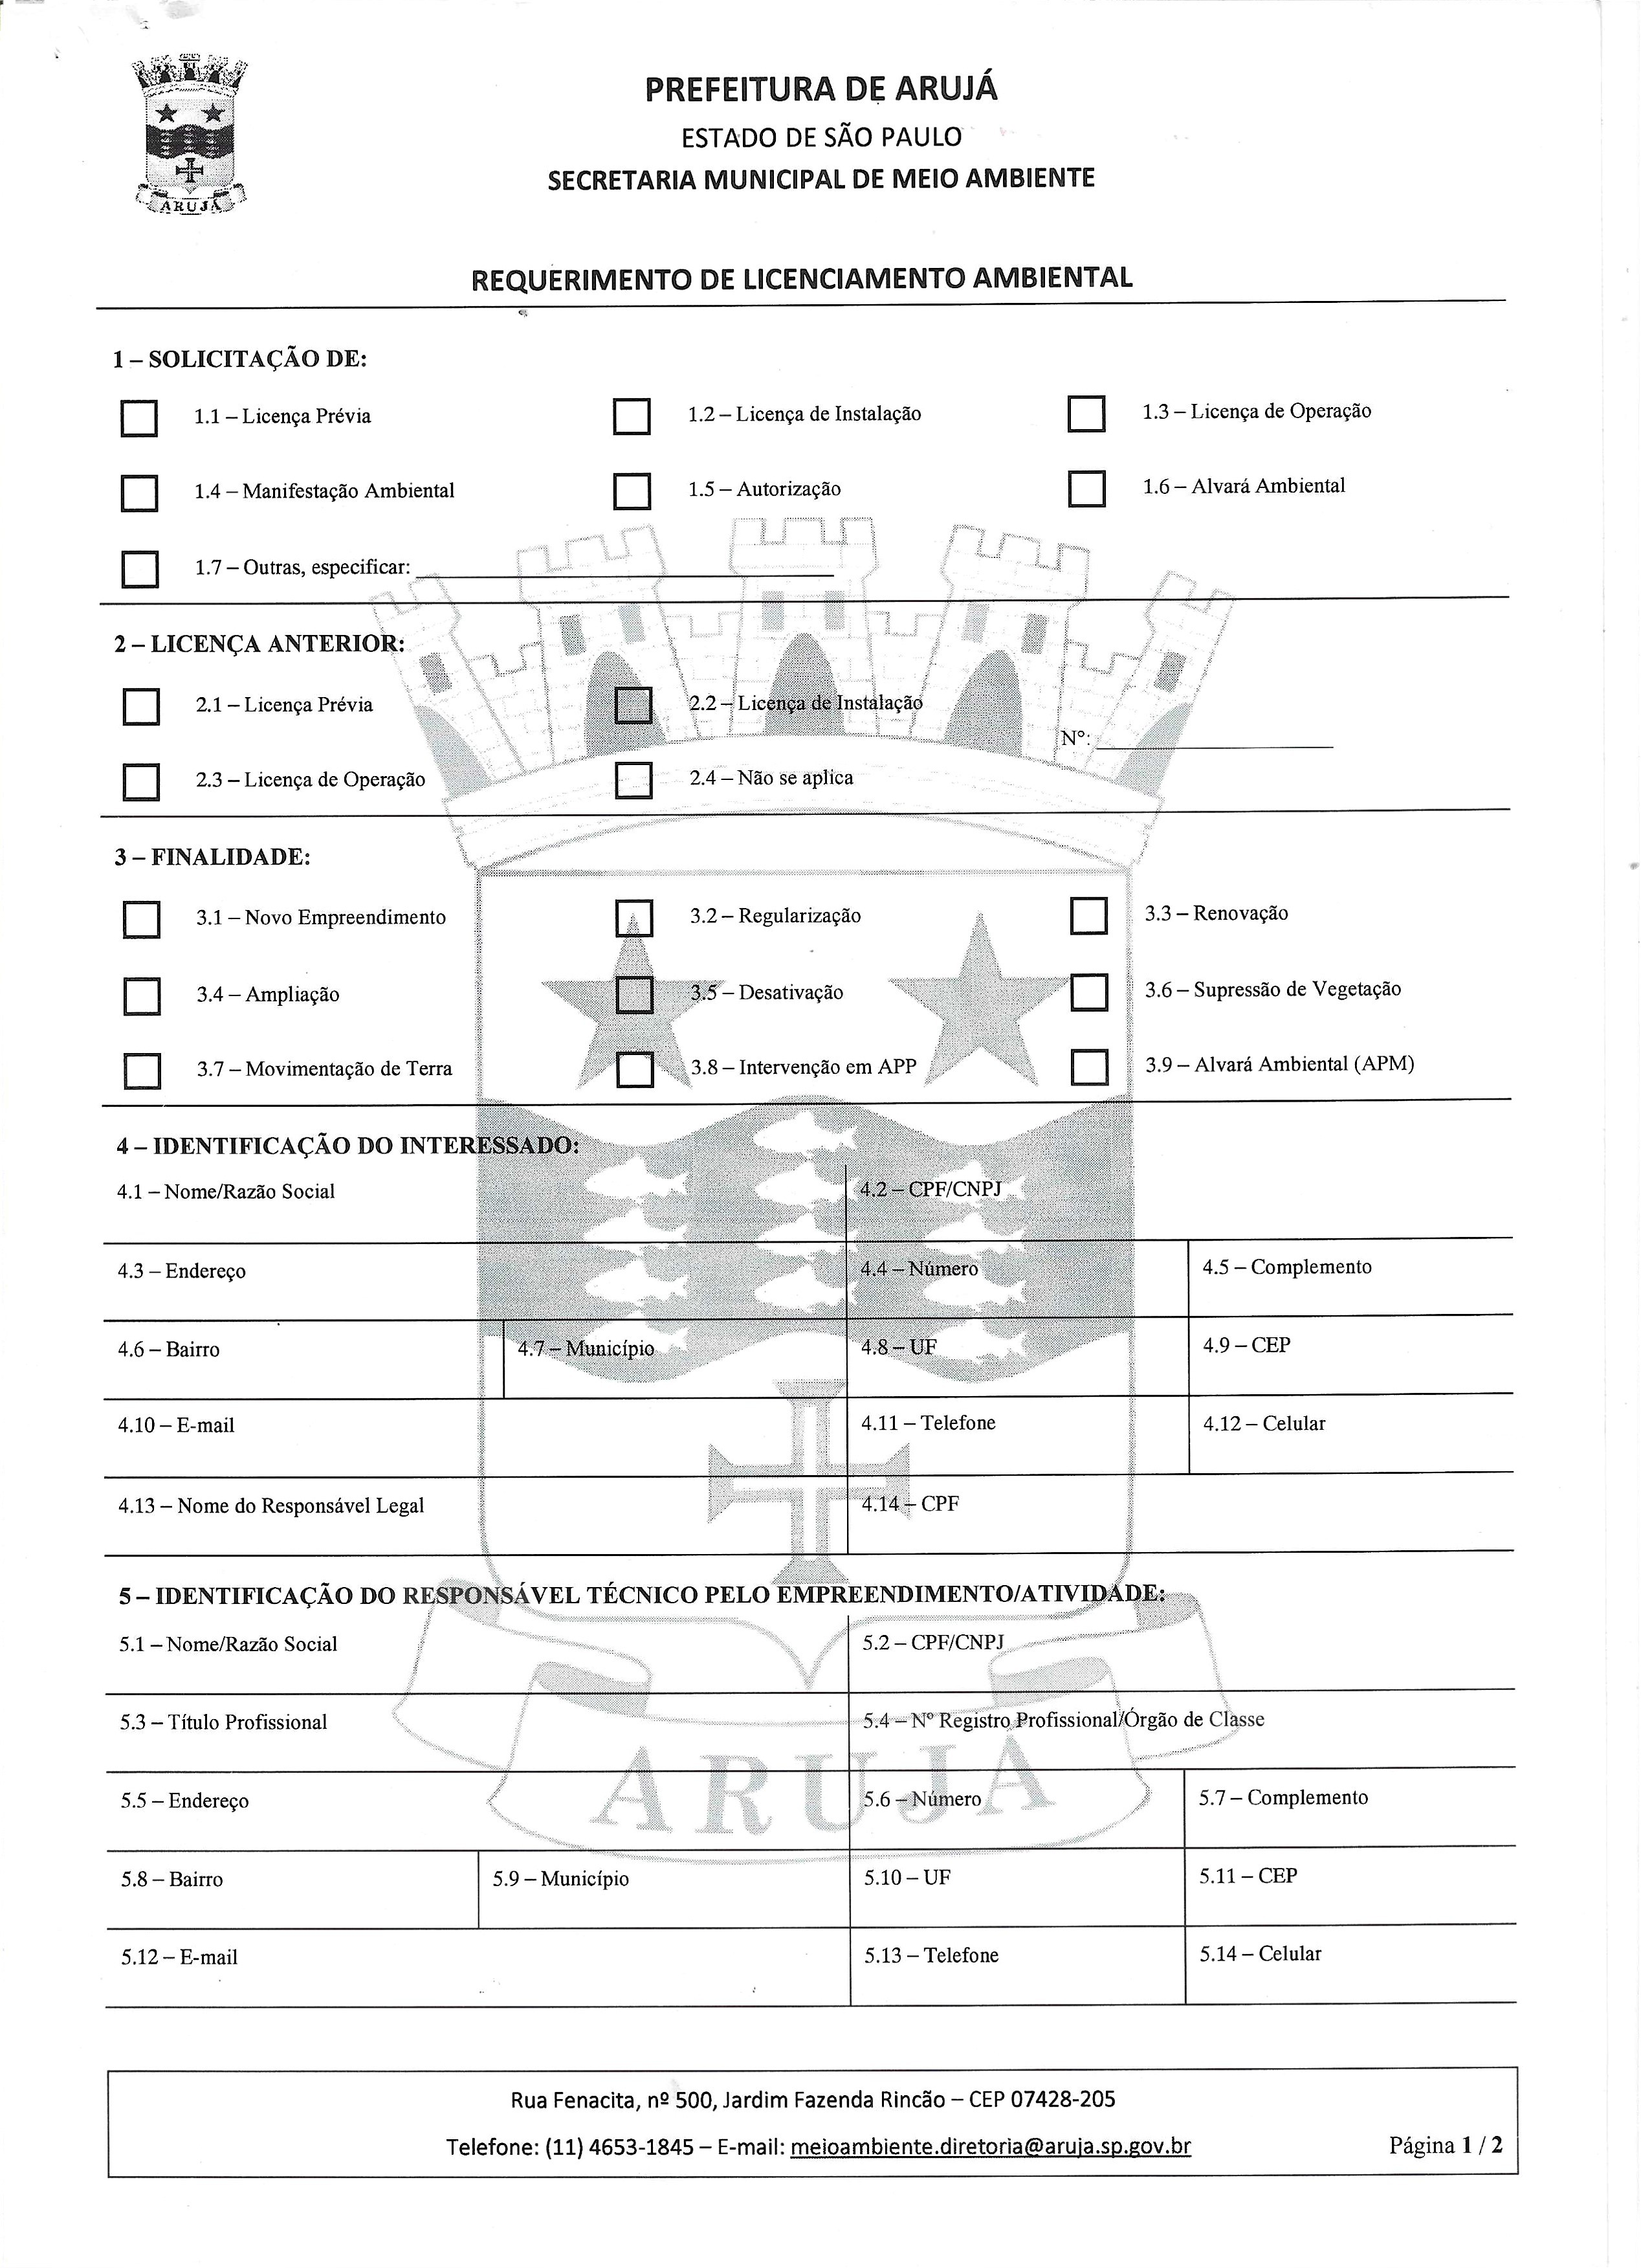 PREFEITURA DE ARUJÁ
ESTADO DE SÃO PAULO
SECRETARIA MUNICIPAL DE MEIO AMBIENTE
ARUJÁ
REQUERIMENTO DE LICENCIAMENTO AMBIENTAL
1 – SOLICITAÇÃO DE:
1.1 – Licença Prévia 1.2 – Licença de Instalação 1.3 – Licença de Operação
1.4 – Manifestação Ambiental 1.5 – Autorização 1.6 – Alvará Ambiental
1.7 – Outras, especificar:
2 – LICENÇA ANTERIOR:
2.1 – Licença Prévia 2.2 – Licença de Instalação
Nº:
2.3 – Licença de Operação 2.4 – Não se aplica
3 – FINALIDADE:
3.1 – Novo Empreendimento 3.2 – Regularização 3.3 – Renovação
3.4 – Ampliação 3.5 – Desativação 3.6 – Supressão de Vegetação
3.7 – Movimentação de Terra 3.8 – Intervenção em APP 3.9 – Alvará Ambiental (APM)
4 – IDENTIFICAÇÃO DO INTERESSADO:
4.1 – Nome/Razão Social 4.2 – CPF/CNPJ
4.3 – Endereço 4.4 – Número 4.5 – Complemento
4.6 – Bairro 4.7 – Município 4.8 – UF 4.9 – CEP
4.10 – E-mail 4.11 – Telefone 4.12 – Celular
4.13 – Nome do Responsável Legal 4.14 – CPF
5 – IDENTIFICAÇÃO DO RESPONSÁVEL TÉCNICO PELO EMPREENDIMENTO/ATIVIDADE:
5.1 – Nome/Razão Social 5.2 – CPF/CNPJ
5.3 – Título Profissional 5.4 – Nº Registro Profissional/Órgão de Classe
ARUJÁ
5.5 – Endereço 5.6 – Número 5.7 – Complemento
5.8 – Bairro 5.9 – Município 5.10 – UF 5.11 – CEP
5.12 – E-mail 5.13 – Telefone 5.14 – Celular
Rua Fenacita, nº 500, Jardim Fazenda Rincão – CEP 07428-205
Telefone: (11) 4653-1845 – E-mail: meioambiente.diretoria@aruja.sp.gov.br Página 1 / 2